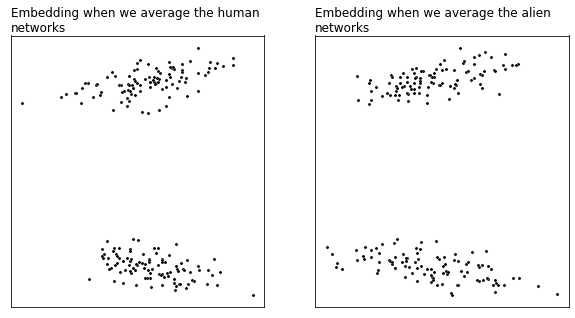 Embedding when we average the human
networks
Embedding when we average the alien
networks